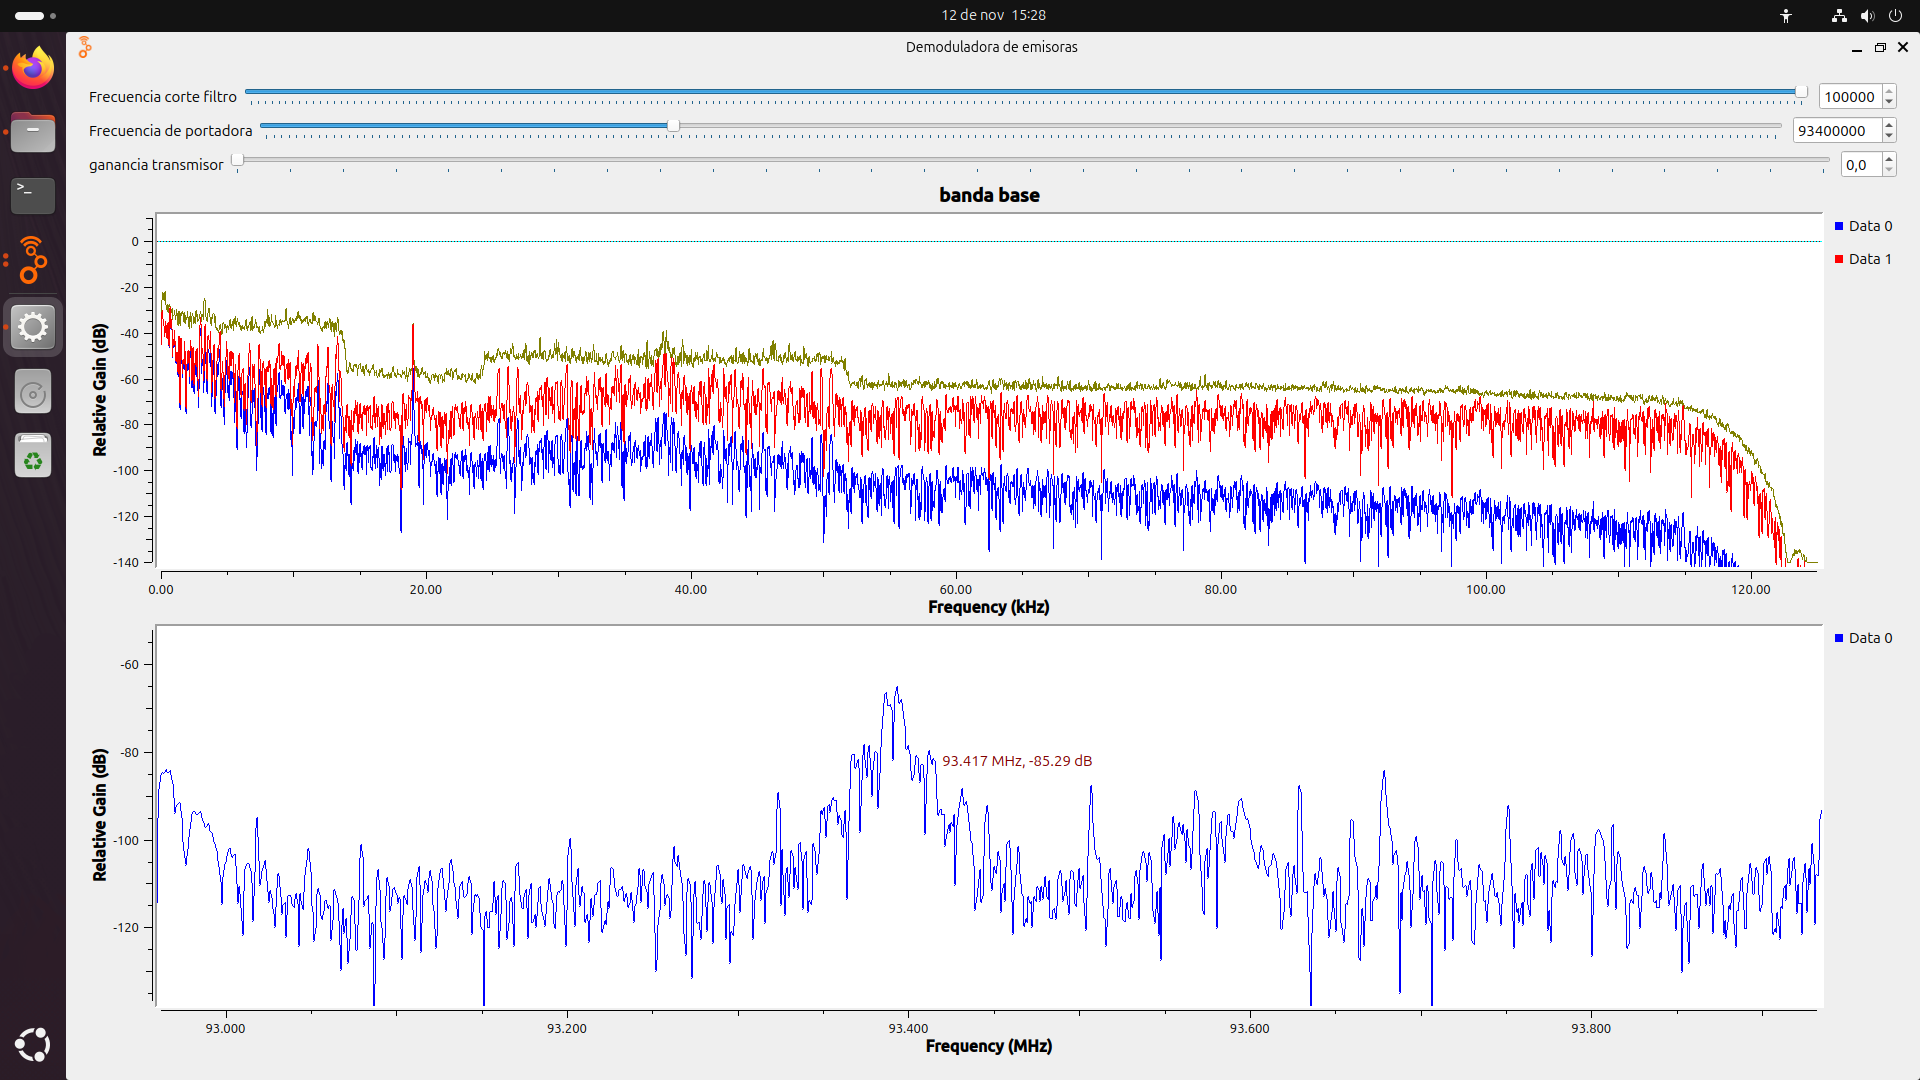 12 de nov 15:28
Demoduladora de emisoras
Frecuencia corte filtro 100000
Frecuencia de portadora 93400000
ganancia transmisor 0,0
banda base
Relative Gain (dB)
0
-20
-40
-60
-80
-100
-120
-140
0.00 20.00 40.00 60.00 80.00 100.00 120.00
Frequency (kHz)
Data 0
Data 1
Relative Gain (dB)
-60
-80
-100
-120
93.417 MHz, -85.29 dB
93.000 93.200 93.400 93.600 93.800
Frequency (MHz)
Data 0
>_